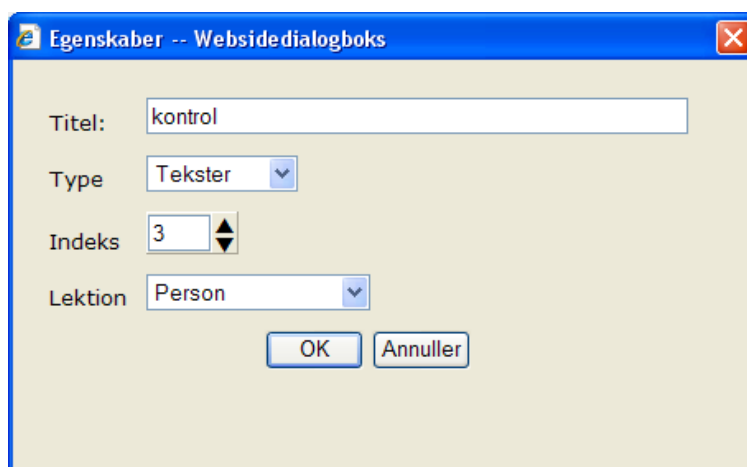 Egenskaber -- Websidedialogboks
Titel: kontrol
Type Tekster
Indeks 3
Lektion Person
OK Annuller